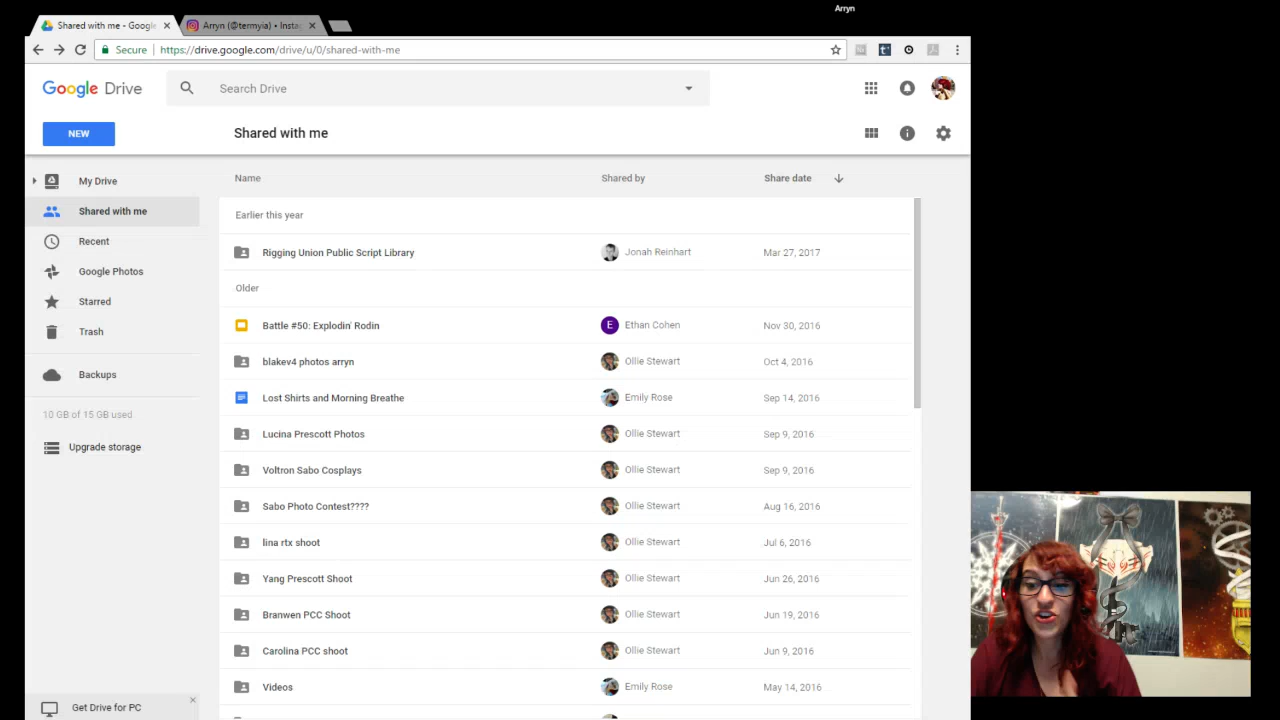 Arryn
Shared with me - Google
Arryn (@termyia) • Insta
Secure
https://drive.google.com/drive/u/0/shared-with-me
Google Drive
Search Drive
NEW
Shared with me
My Drive
Shared with me
Recent
Google Photos
Starred
Trash
Backups
10 GB of 15 GB used
Upgrade storage
Get Drive for PC
Name Shared by Share date
Earlier this year
Rigging Union Public Script Library Jonah Reinhart Mar 27, 2017
Older
Battle #50: Explodin' Rodin E Ethan Cohen Nov 30, 2016
blakev4 photos arryn Ollie Stewart Oct 4, 2016
Lost Shirts and Morning Breathe Emily Rose Sep 14, 2016
Lucina Prescott Photos Ollie Stewart Sep 9, 2016
Voltron Sabo Cosplays Ollie Stewart Sep 9, 2016
Sabo Photo Contest???? Ollie Stewart Aug 16, 2016
lina rtx shoot Ollie Stewart Jul 6, 2016
Yang Prescott Shoot Ollie Stewart Jun 26, 2016
Branwen PCC Shoot Ollie Stewart Jun 19, 2016
Carolina PCC shoot Ollie Stewart Jun 9, 2016
Videos Emily Rose May 14, 2016